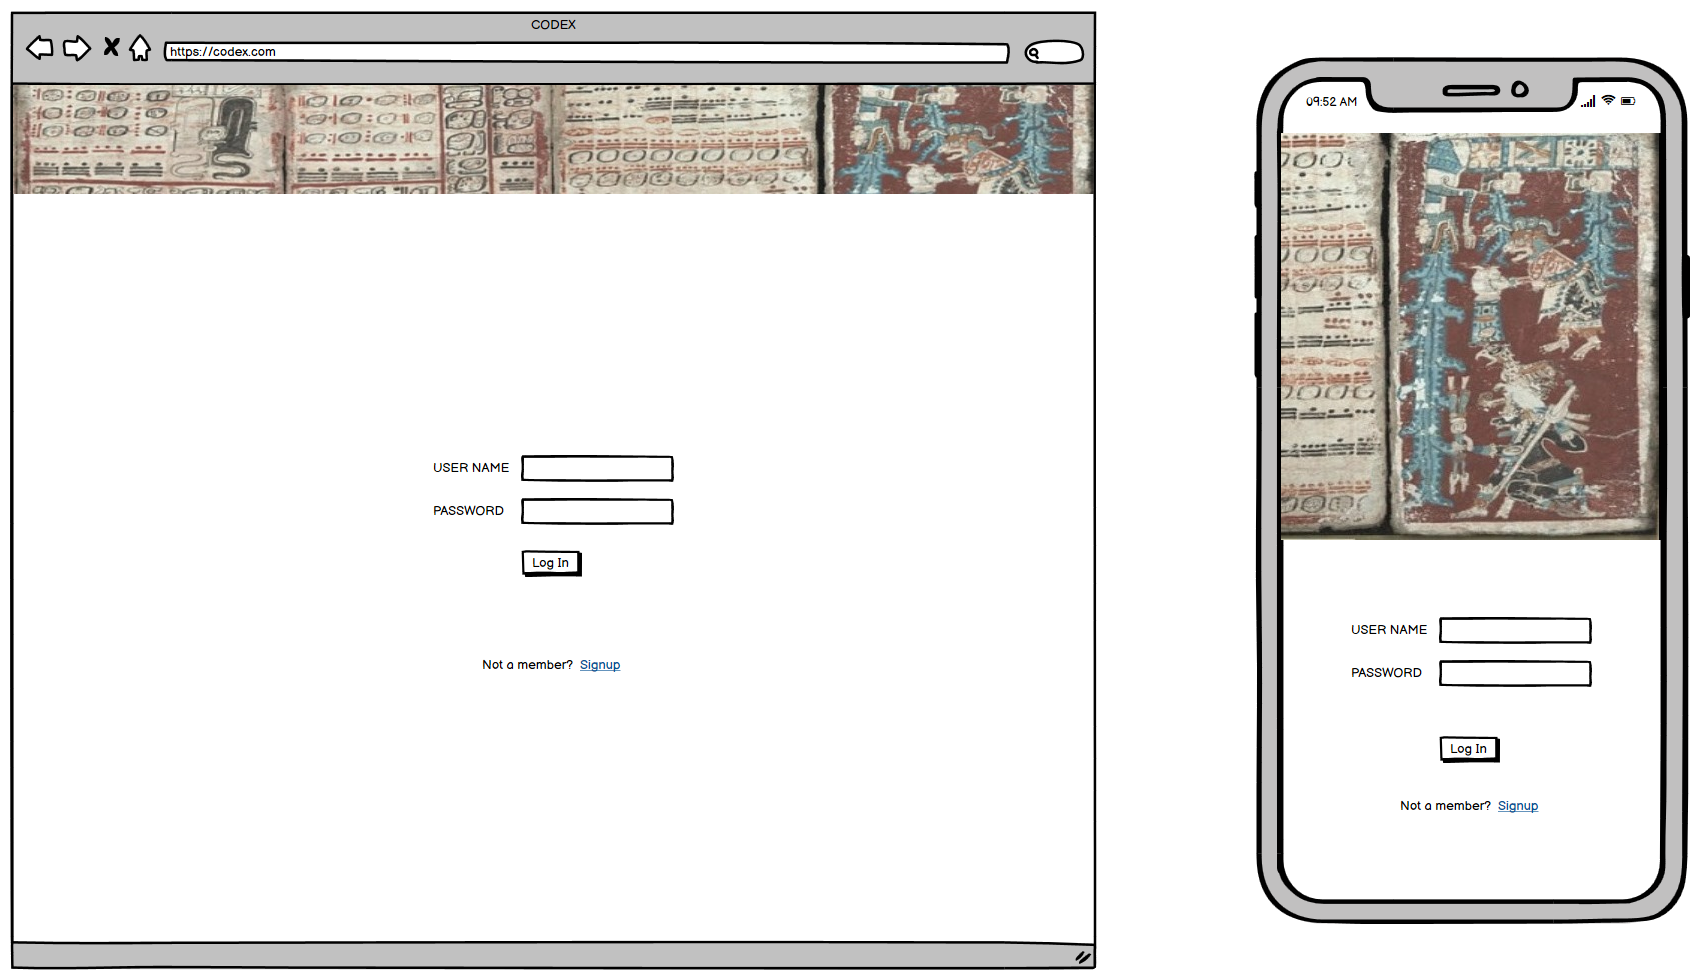 CODEX
https://codex.com
USER NAME
PASSWORD
Log In
Not a member? Signup
09:52 AM
USER NAME
PASSWORD
Log In
Not a member? Signup